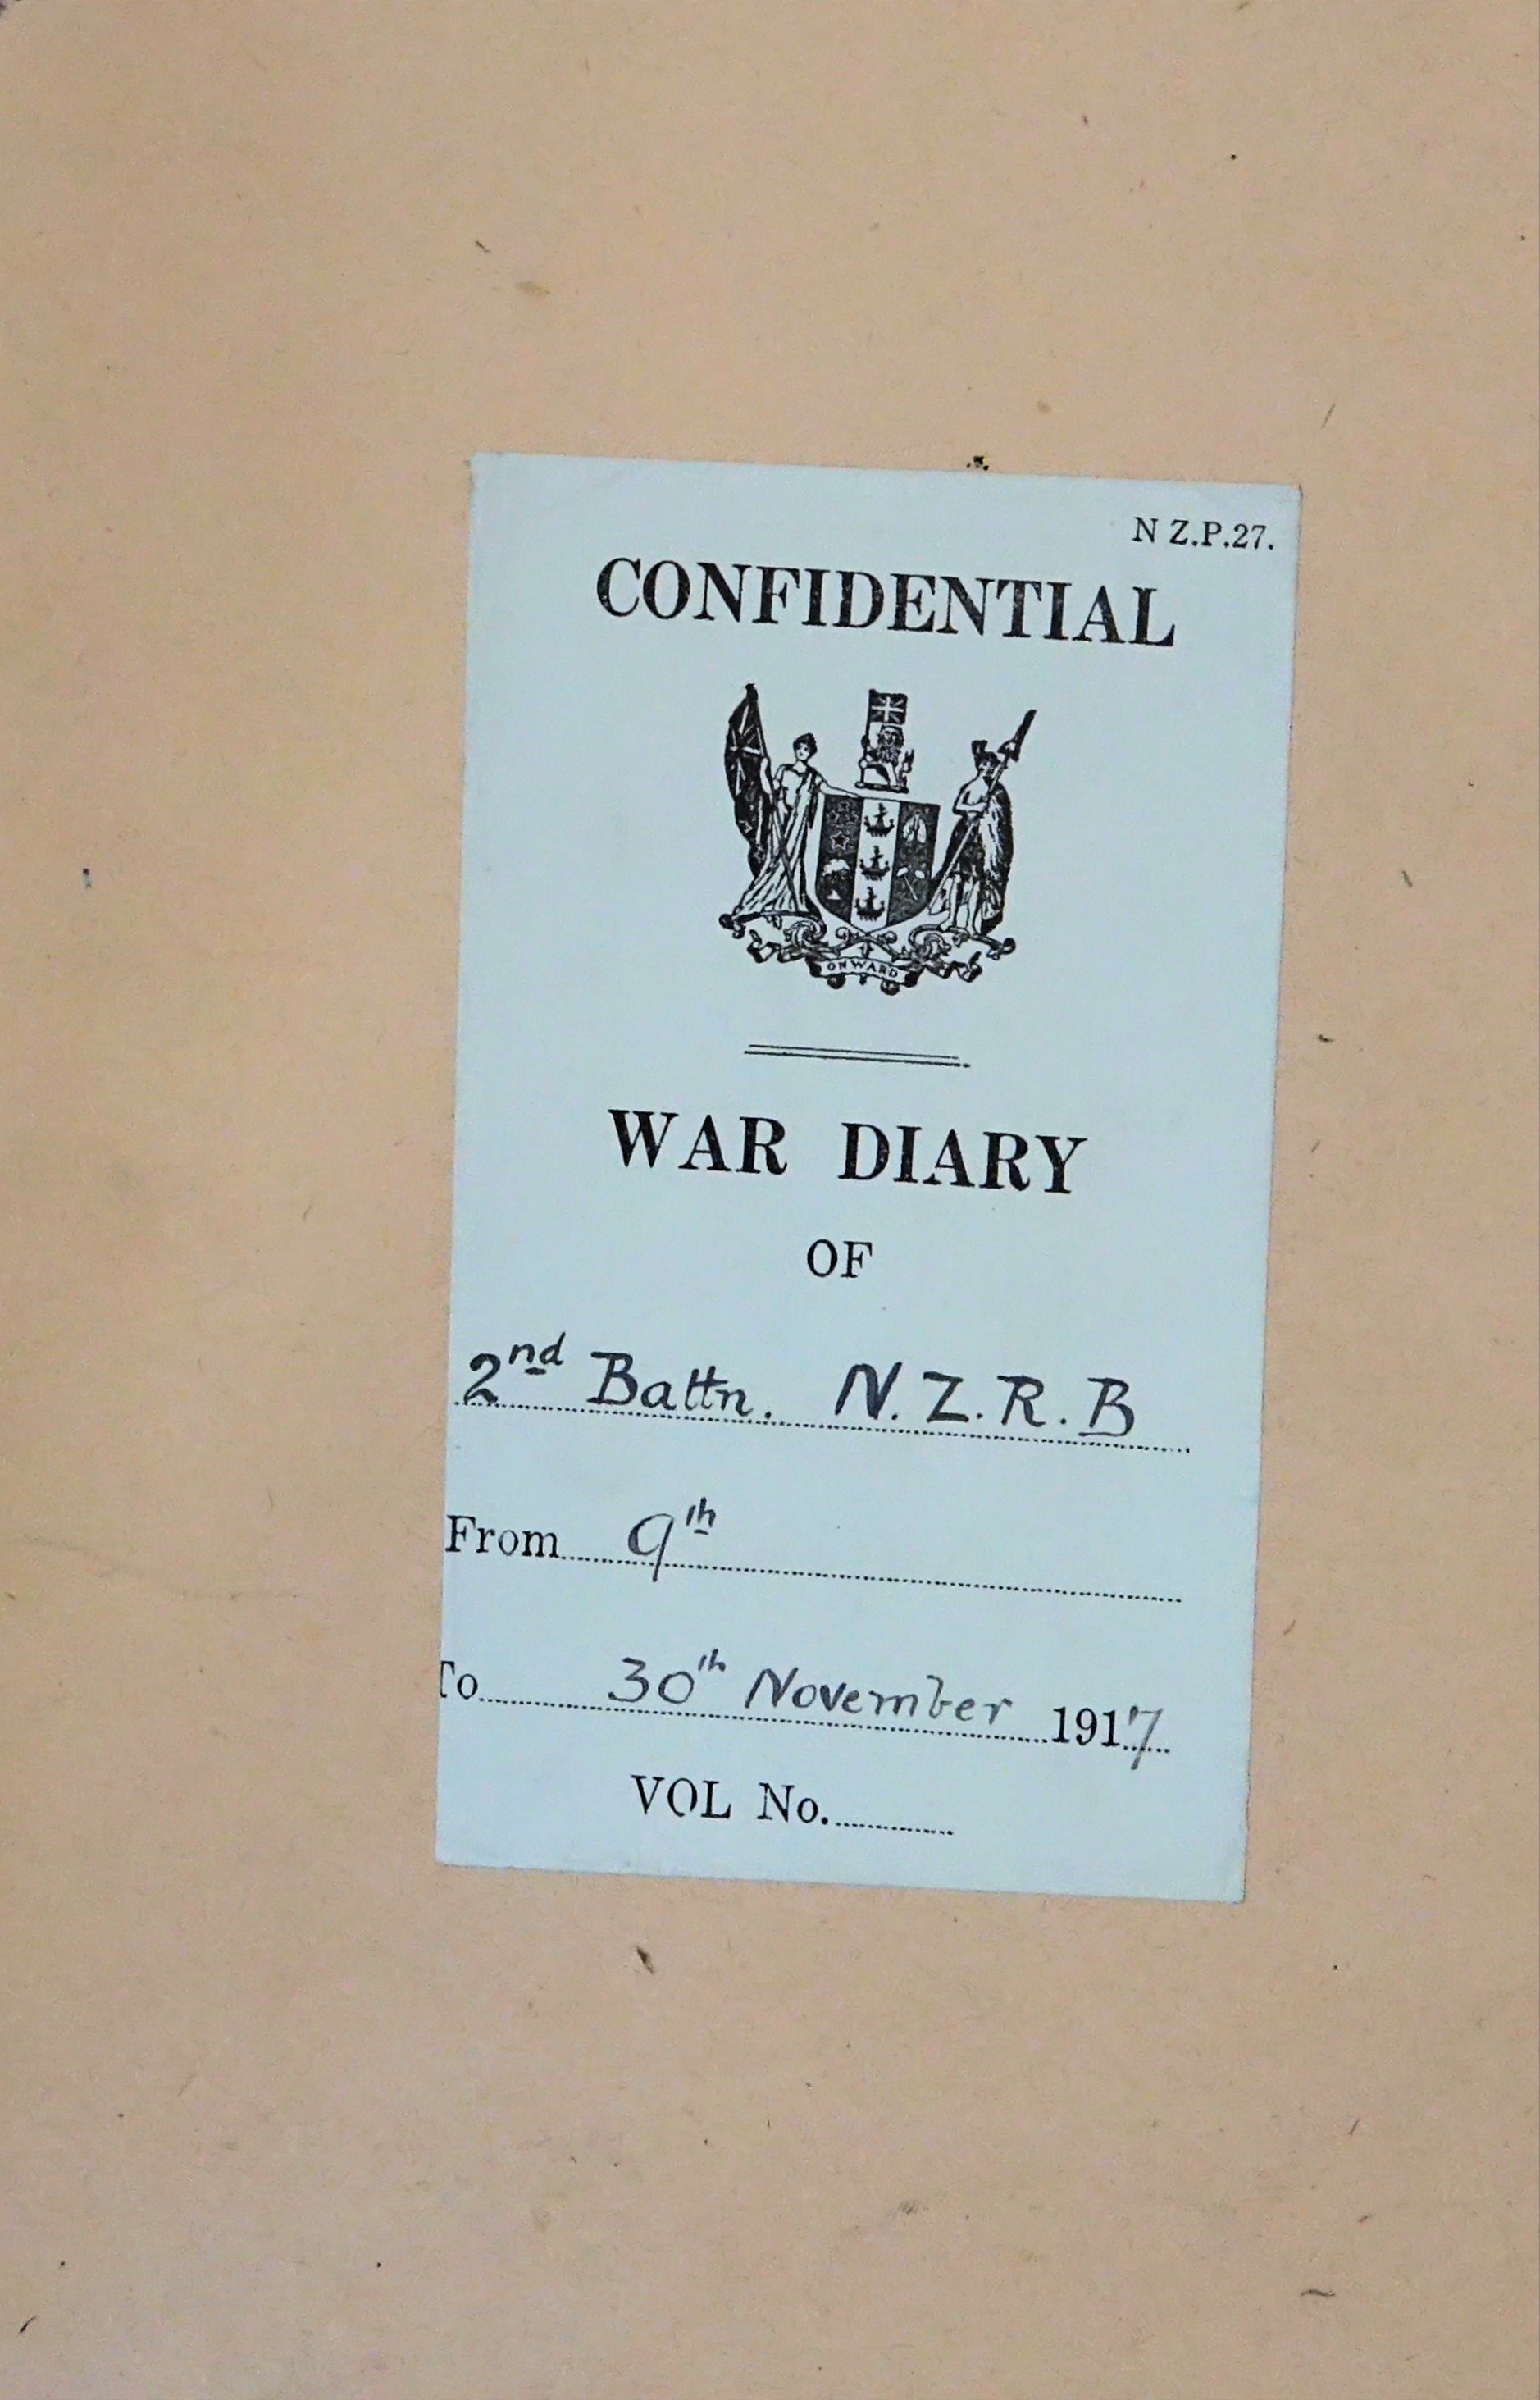 N Z.P.27.
CONFIDENTIAL
ONWARD
WAR DIARY
OF
2nd Battn. N.Z.R.B
From 9th
To 30th November 1917
VOL No.